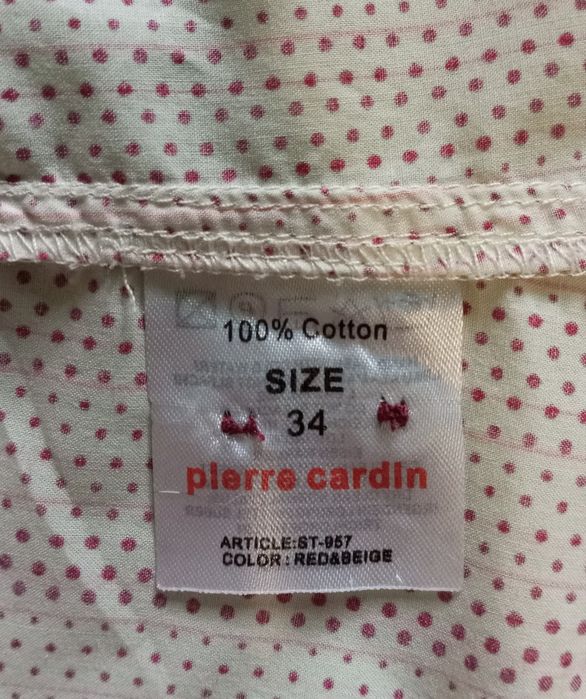 100% Cotton
SIZE
34
pierre cardin
ARTICLE:ST-957
COLOR : RED&BEIGE